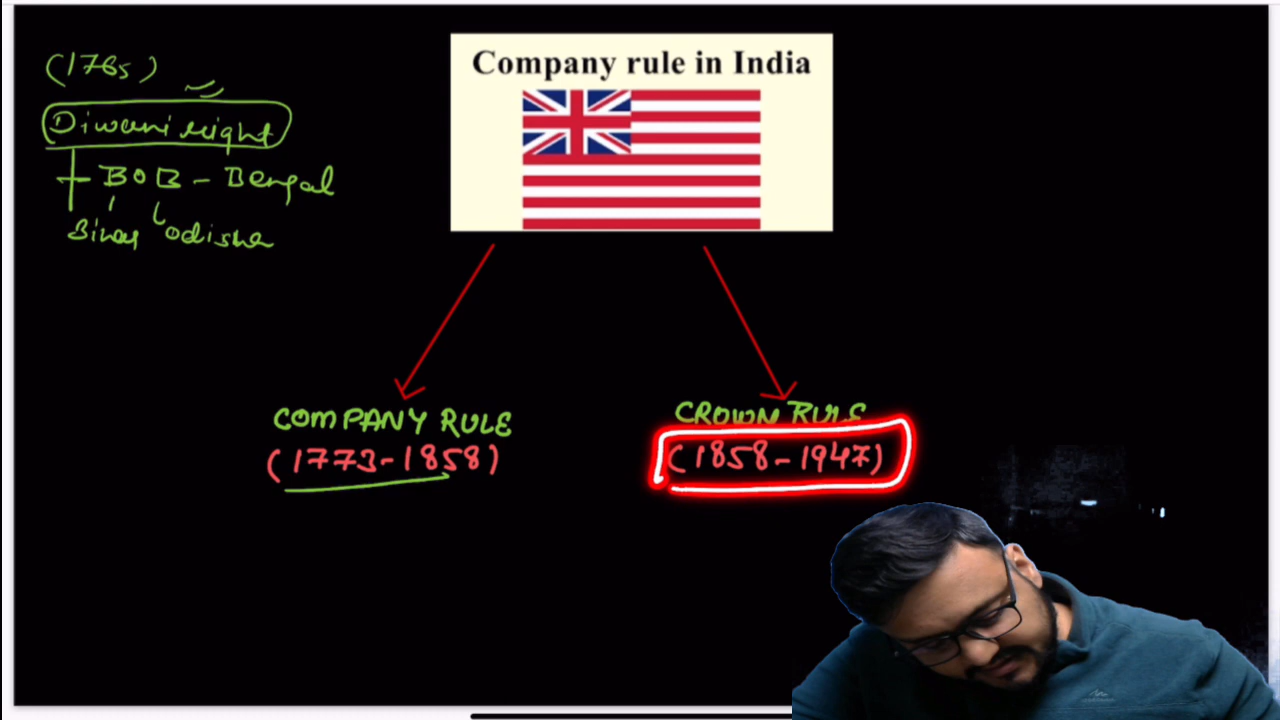 (1765)
Diwani right
BOB - Bengal
Bihar Odisha
Company rule in India
COMPANY RULE
(1773-1858)
CROWN RULE
(1858-1947)